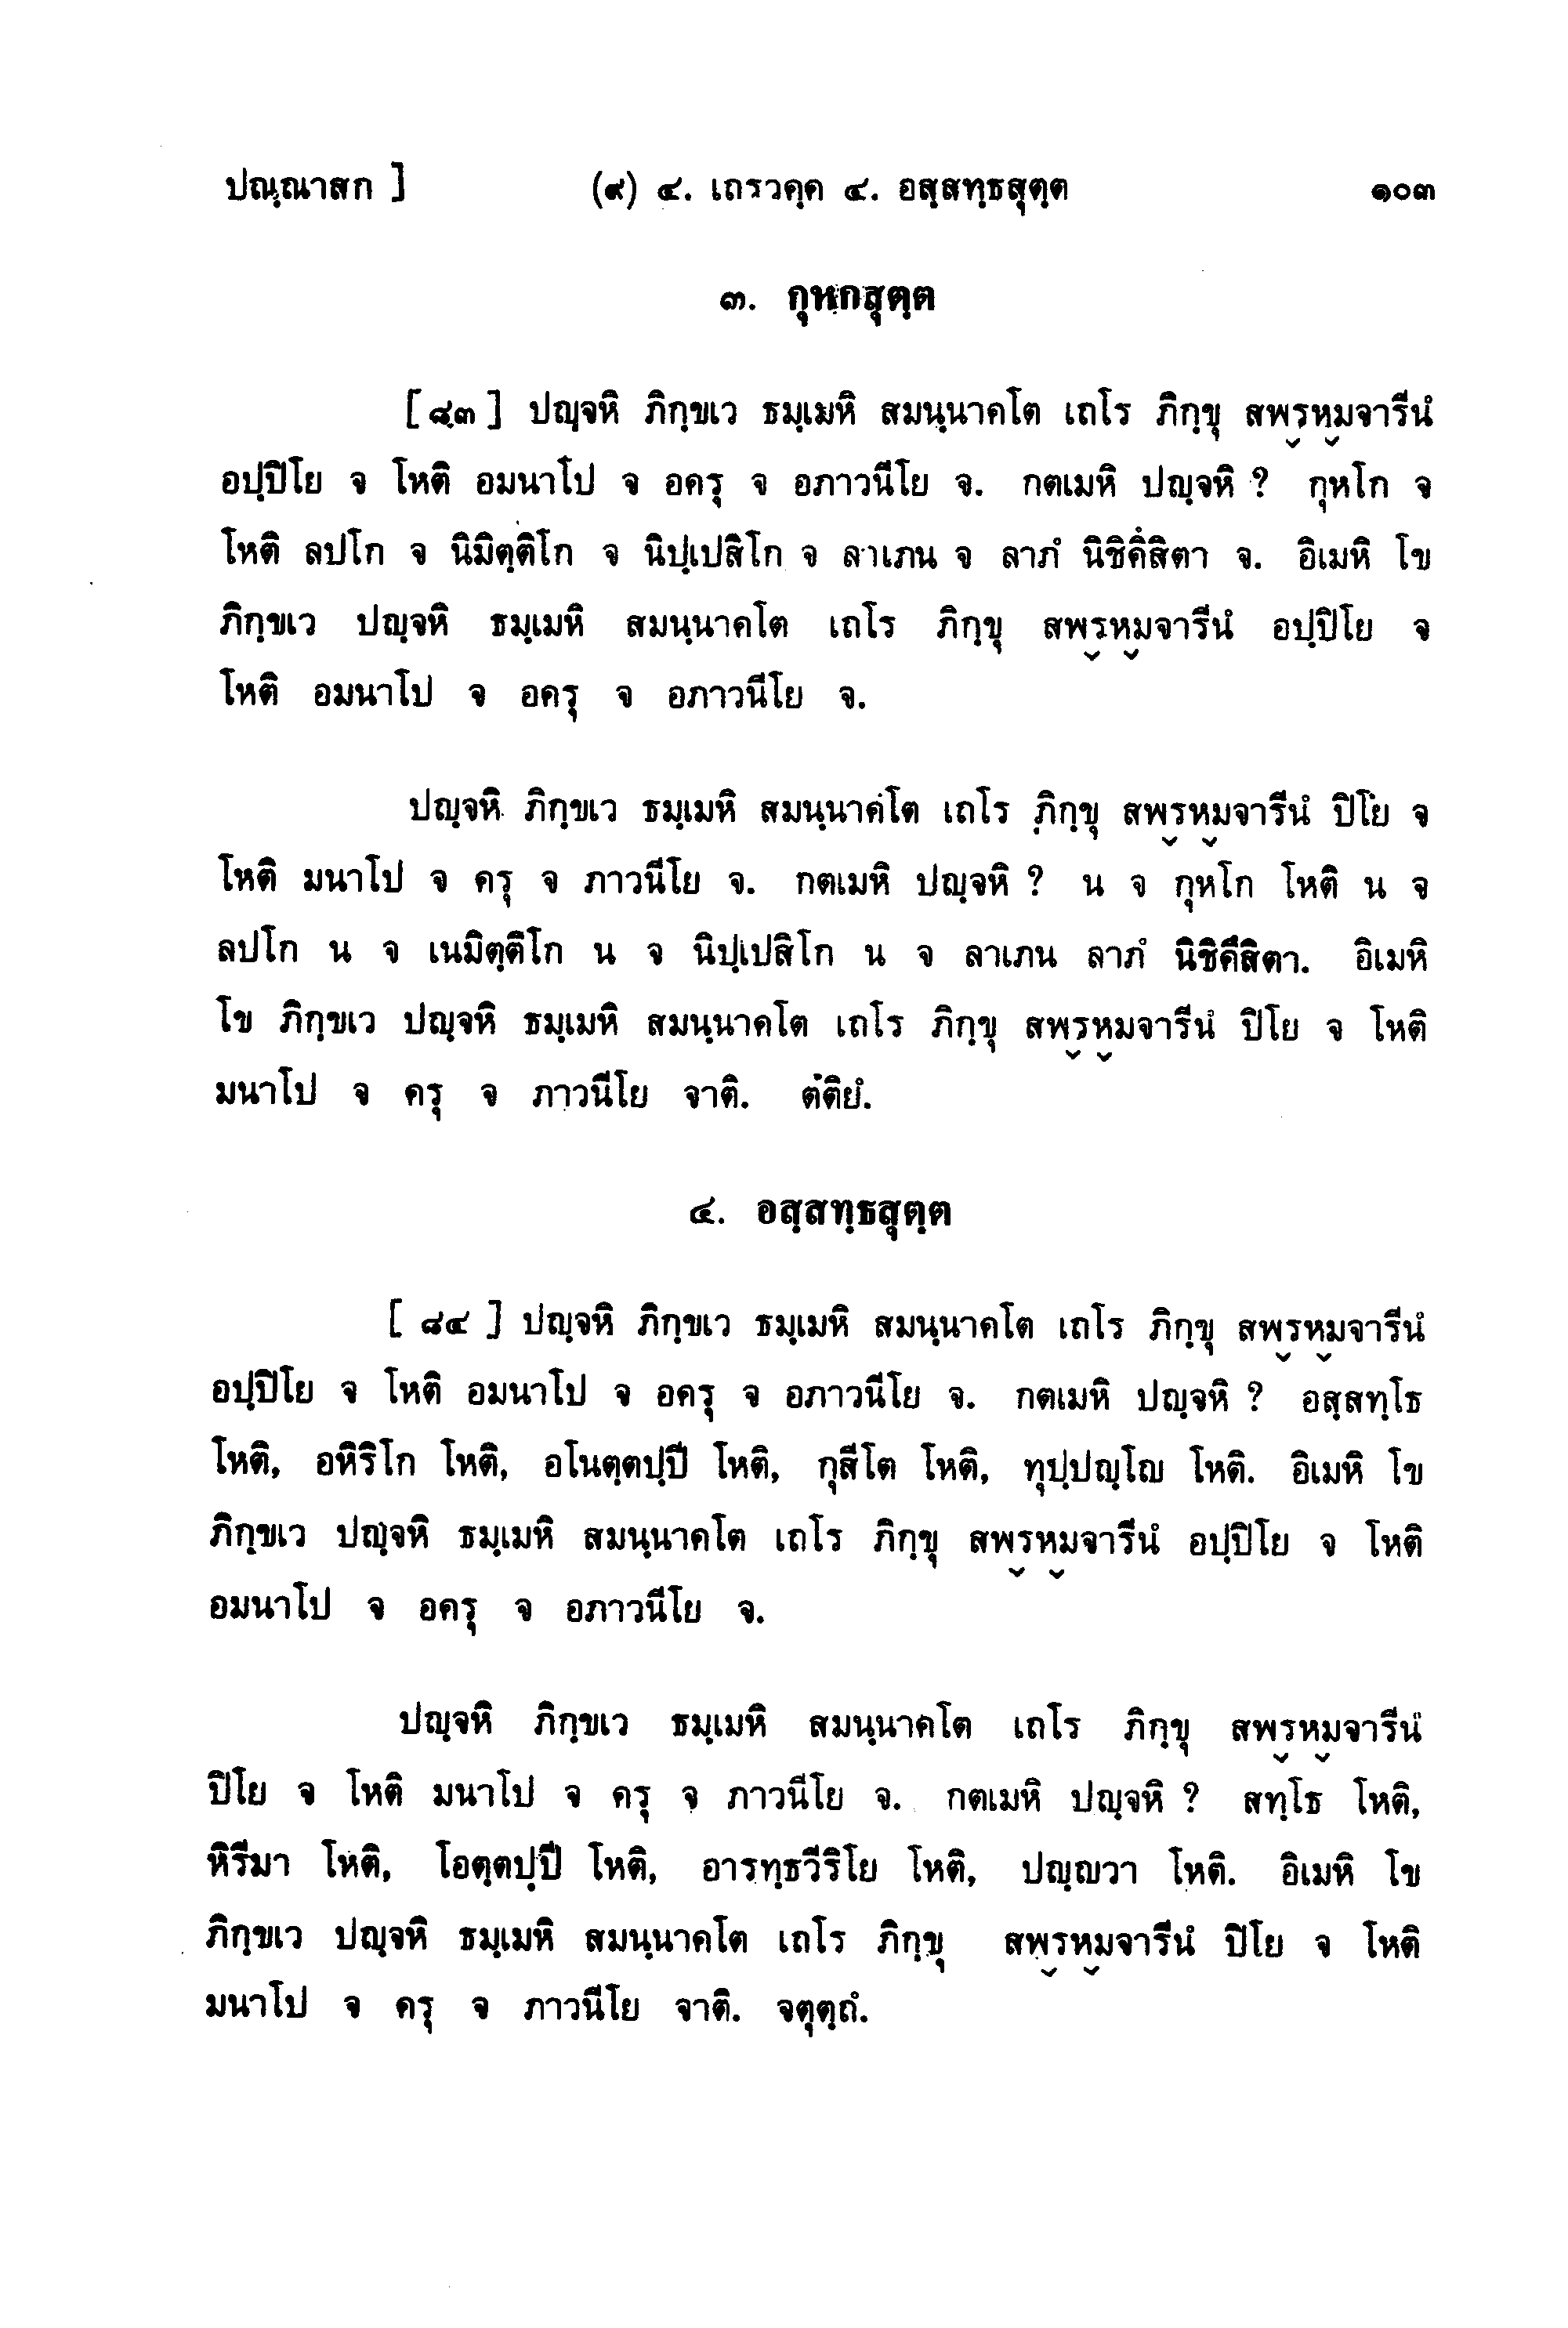 ปณฺณาสก ] (๙) ๔. เถรวคฺค ๔. อสฺสทฺธสุตฺต ๑๐๓
๓. กุหกสุตฺต
[ ๘๓ ] ปญฺจหิ ภิกฺขเว ธมฺเมหิ สมนฺนาคโต เถโร ภิกฺขุ สพฺรหฺมจารีนํ
อปฺปิโย จ โหติ อมนาโป จ อครุ จ อภาวนีโย จ. กตเมหิ ปญฺจหิ ? กุหโก จ
โหติ ลปโก จ นิมิตฺติโก จ นิปฺเปสิโก จ ลาเภน จ ลาภํ นิชิคึสิตา จ. อิเมหิ โข
ภิกฺขเว ปญฺจหิ ธมฺเมหิ สมนฺนาคโต เถโร ภิกฺขุ สพฺรหฺมจารีนํ อปฺปิโย จ
โหติ อมนาโป จ อครุ จ อภาวนีโย จ.
ปญฺจหิ ภิกฺขเว ธมฺเมหิ สมนฺนาคโต เถโร ภิกฺขุ สพฺรหฺมจารีนํ ปิโย จ
โหติ มนาโป จ ครุ จ ภาวนีโย จ. กตเมหิ ปญฺจหิ ? น จ กุหโก โหติ น จ
ลปโก น จ เนมิตฺติโก น จ นิปฺเปสิโก น จ ลาเภน ลาภํ นิชิคึสิตา. อิเมหิ
โข ภิกฺขเว ปญฺจหิ ธมฺเมหิ สมนฺนาคโต เถโร ภิกฺขุ สพฺรหฺมจารีนํ ปิโย จ โหติ
มนาโป จ ครุ จ ภาวนีโย จาติ. ตติยํ.
๔. อสฺสทฺธสุตฺต
[ ๘๔ ] ปญฺจหิ ภิกฺขเว ธมฺเมหิ สมนฺนาคโต เถโร ภิกฺขุ สพฺรหฺมจารีนํ
อปฺปิโย จ โหติ อมนาโป จ อครุ จ อภาวนีโย จ. กตเมหิ ปญฺจหิ ? อสฺสทฺโธ
โหติ, อหิริโก โหติ, อโนตฺตปฺปี โหติ, กุสีโต โหติ, ทุปฺปญฺโญ โหติ. อิเมหิ โข
ภิกฺขเว ปญฺจหิ ธมฺเมหิ สมนฺนาคโต เถโร ภิกฺขุ สพฺรหฺมจารีนํ อปฺปิโย จ โหติ
อมนาโป จ อครุ จ อภาวนีโย จ.
ปญฺจหิ ภิกฺขเว ธมฺเมหิ สมนฺนาคโต เถโร ภิกฺขุ สพฺรหฺมจารีนํ
ปิโย จ โหติ มนาโป จ ครุ จ ภาวนีโย จ. กตเมหิ ปญฺจหิ ? สทฺโธ โหติ,
หิรีมา โหติ, โอตฺตปฺปี โหติ, อารทฺธวีริโย โหติ, ปญฺญวา โหติ. อิเมหิ โข
ภิกฺขเว ปญฺจหิ ธมฺเมหิ สมนฺนาคโต เถโร ภิกฺขุ สพฺรหฺมจารีนํ ปิโย จ โหติ
มนาโป จ ครุ จ ภาวนีโย จาติ. จตุตฺถํ.